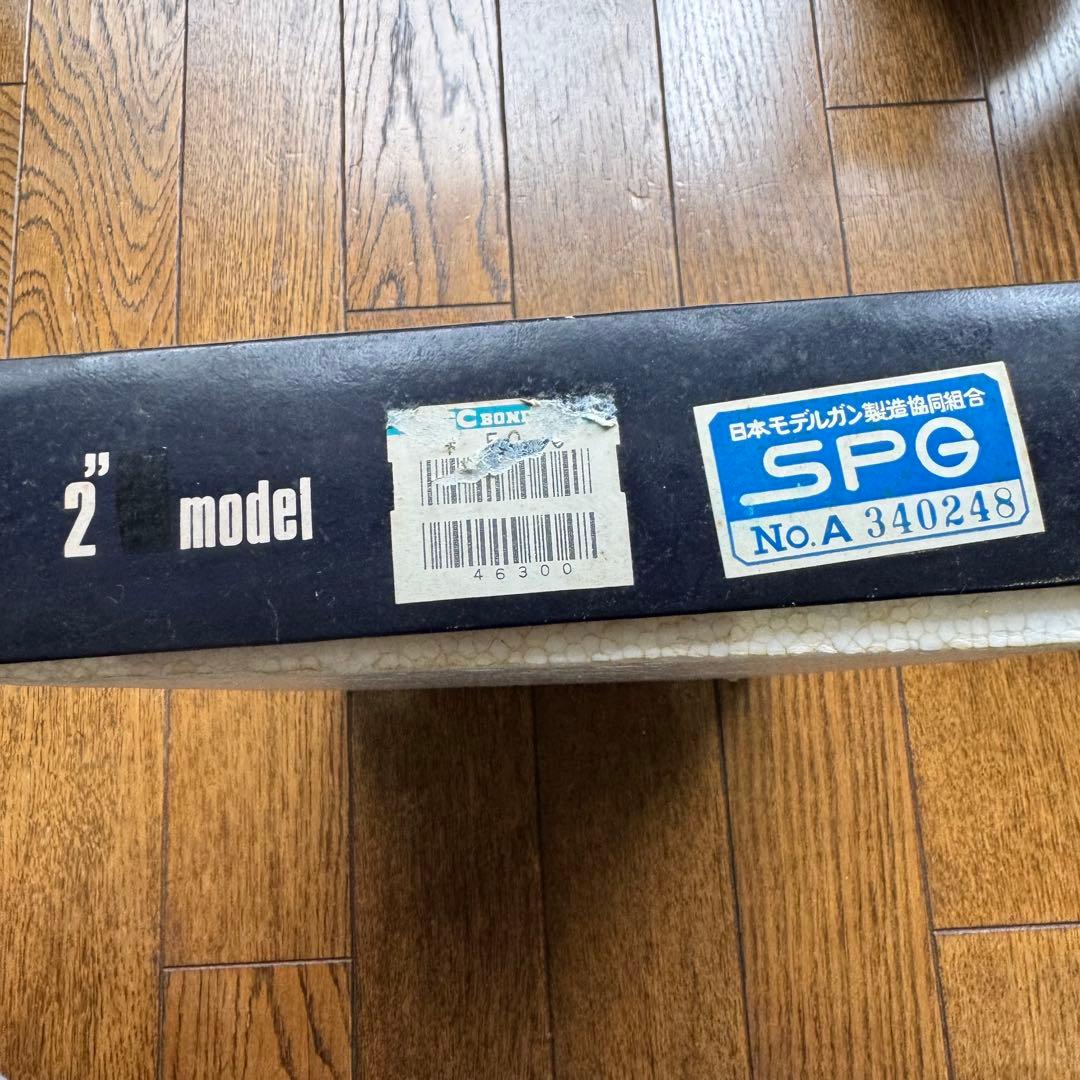 2" model
C BON
46300
日本モデルガン製造協同組合
SPG
No. A 340248